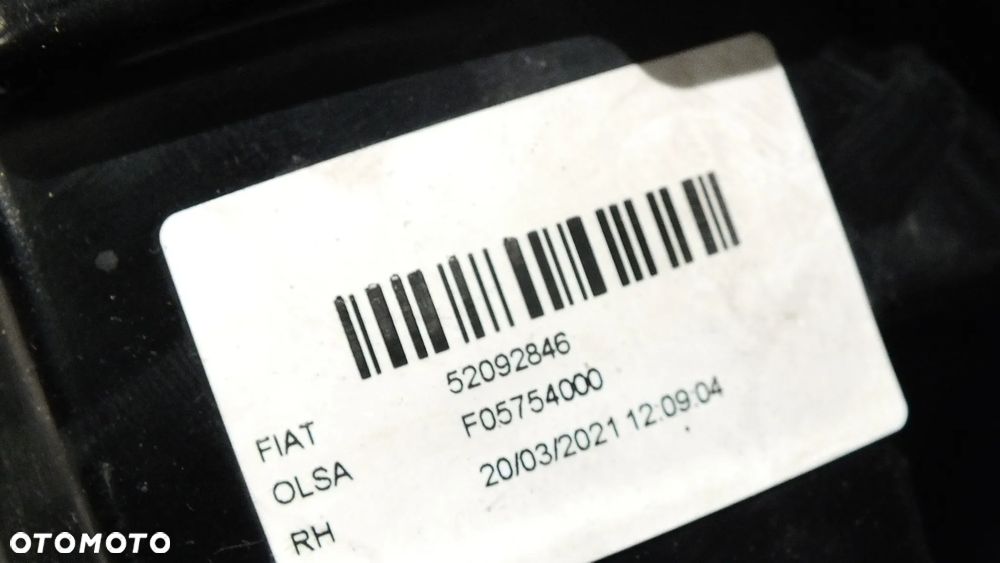 FIAT 52092846
OLSA F05754000
RH 20/03/2021 12:09:04
OTOMOTO